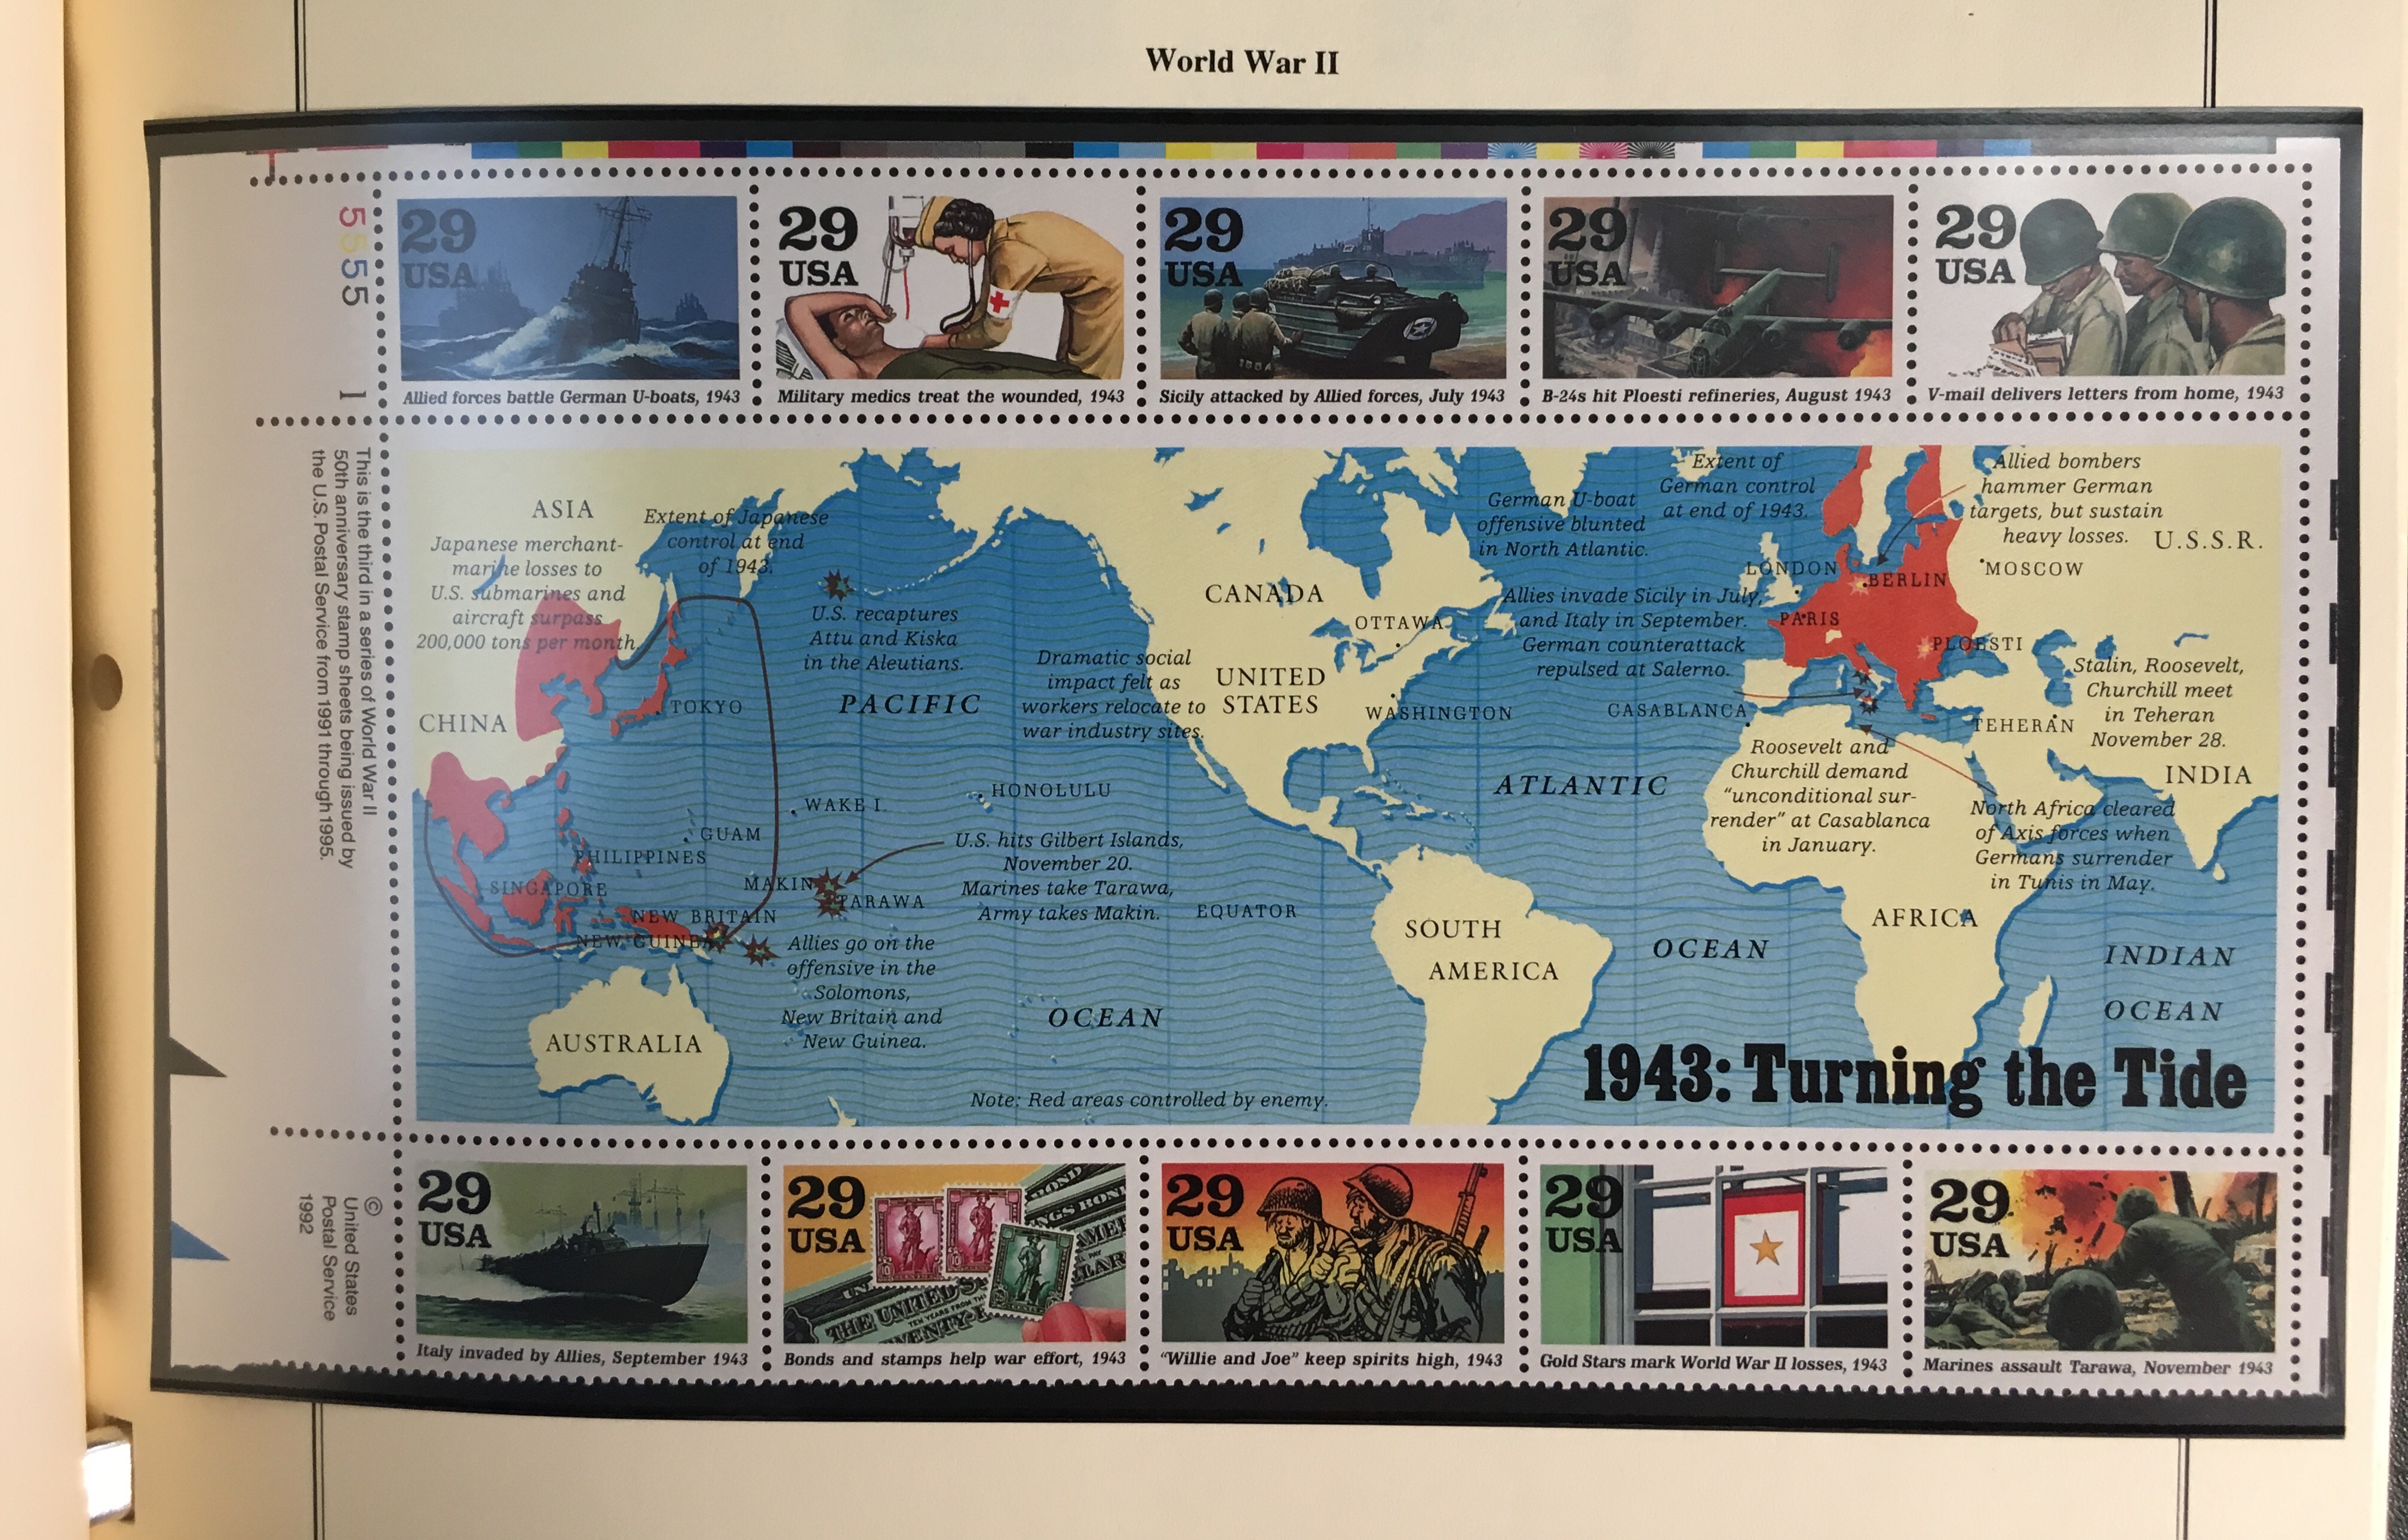 World War II
5555 1
29
USA
Allied forces battle German U-boats, 1943
29
USA
Military medics treat the wounded, 1943
29
USA
Sicily attacked by Allied forces, July 1943
29
USA
B-24s hit Ploesti refineries, August 1943
29
USA
V-mail delivers letters from home, 1943
This is the third in a series of World War II
50th anniversary stamp sheets being issued by
the U.S. Postal Service from 1991 through 1995.
ASIA
Japanese merchant-
marine losses to
U.S. submarines and
aircraft surpass
200,000 tons per month.
Extent of Japanese
control at end
of 1943.
U.S. recaptures
Attu and Kiska
in the Aleutians.
CHINA
TOKYO
PACIFIC
Dramatic social
impact felt as
workers relocate to
war industry sites.
CANADA
OTTAWA
UNITED
STATES
WASHINGTON
German U-boat
offensive blunted
in North Atlantic.
Extent of
German control
at end of 1943.
Allied bombers
hammer German
targets, but sustain
heavy losses.
U.S.S.R.
MOSCOW
LONDON
BERLIN
PARIS
PLOESTI
Allies invade Sicily in July,
and Italy in September.
German counterattack
repulsed at Salerno.
CASABLANCA
TEHERAN
Stalin, Roosevelt,
Churchill meet
in Teheran
November 28.
INDIA
Roosevelt and
Churchill demand
"unconditional sur-
render" at Casablanca
in January.
North Africa cleared
of Axis forces when
Germans surrender
in Tunis in May.
ATLANTIC
WAKE I.
HONOLULU
GUAM
PHILIPPINES
SINGAPORE
MAKIN
TARAWA
NEW BRITAIN
NEW GUINEA
U.S. hits Gilbert Islands,
November 20.
Marines take Tarawa,
Army takes Makin.
EQUATOR
Allies go on the
offensive in the
Solomons,
New Britain and
New Guinea.
AUSTRALIA
OCEAN
SOUTH
AMERICA
OCEAN
AFRICA
INDIAN
OCEAN
Note: Red areas controlled by enemy.
1943: Turning the Tide
©
United States
Postal Service
1992
29
USA
Italy invaded by Allies, September 1943
29
USA
BOND
NGS BON
AME
LAR
THE UNITED S
TEN YEARS FROM TH
WENTY-
Bonds and stamps help war effort, 1943
29
USA
"Willie and Joe" keep spirits high, 1943
29
USA
Gold Stars mark World War II losses, 1943
29
USA
Marines assault Tarawa, November 1943